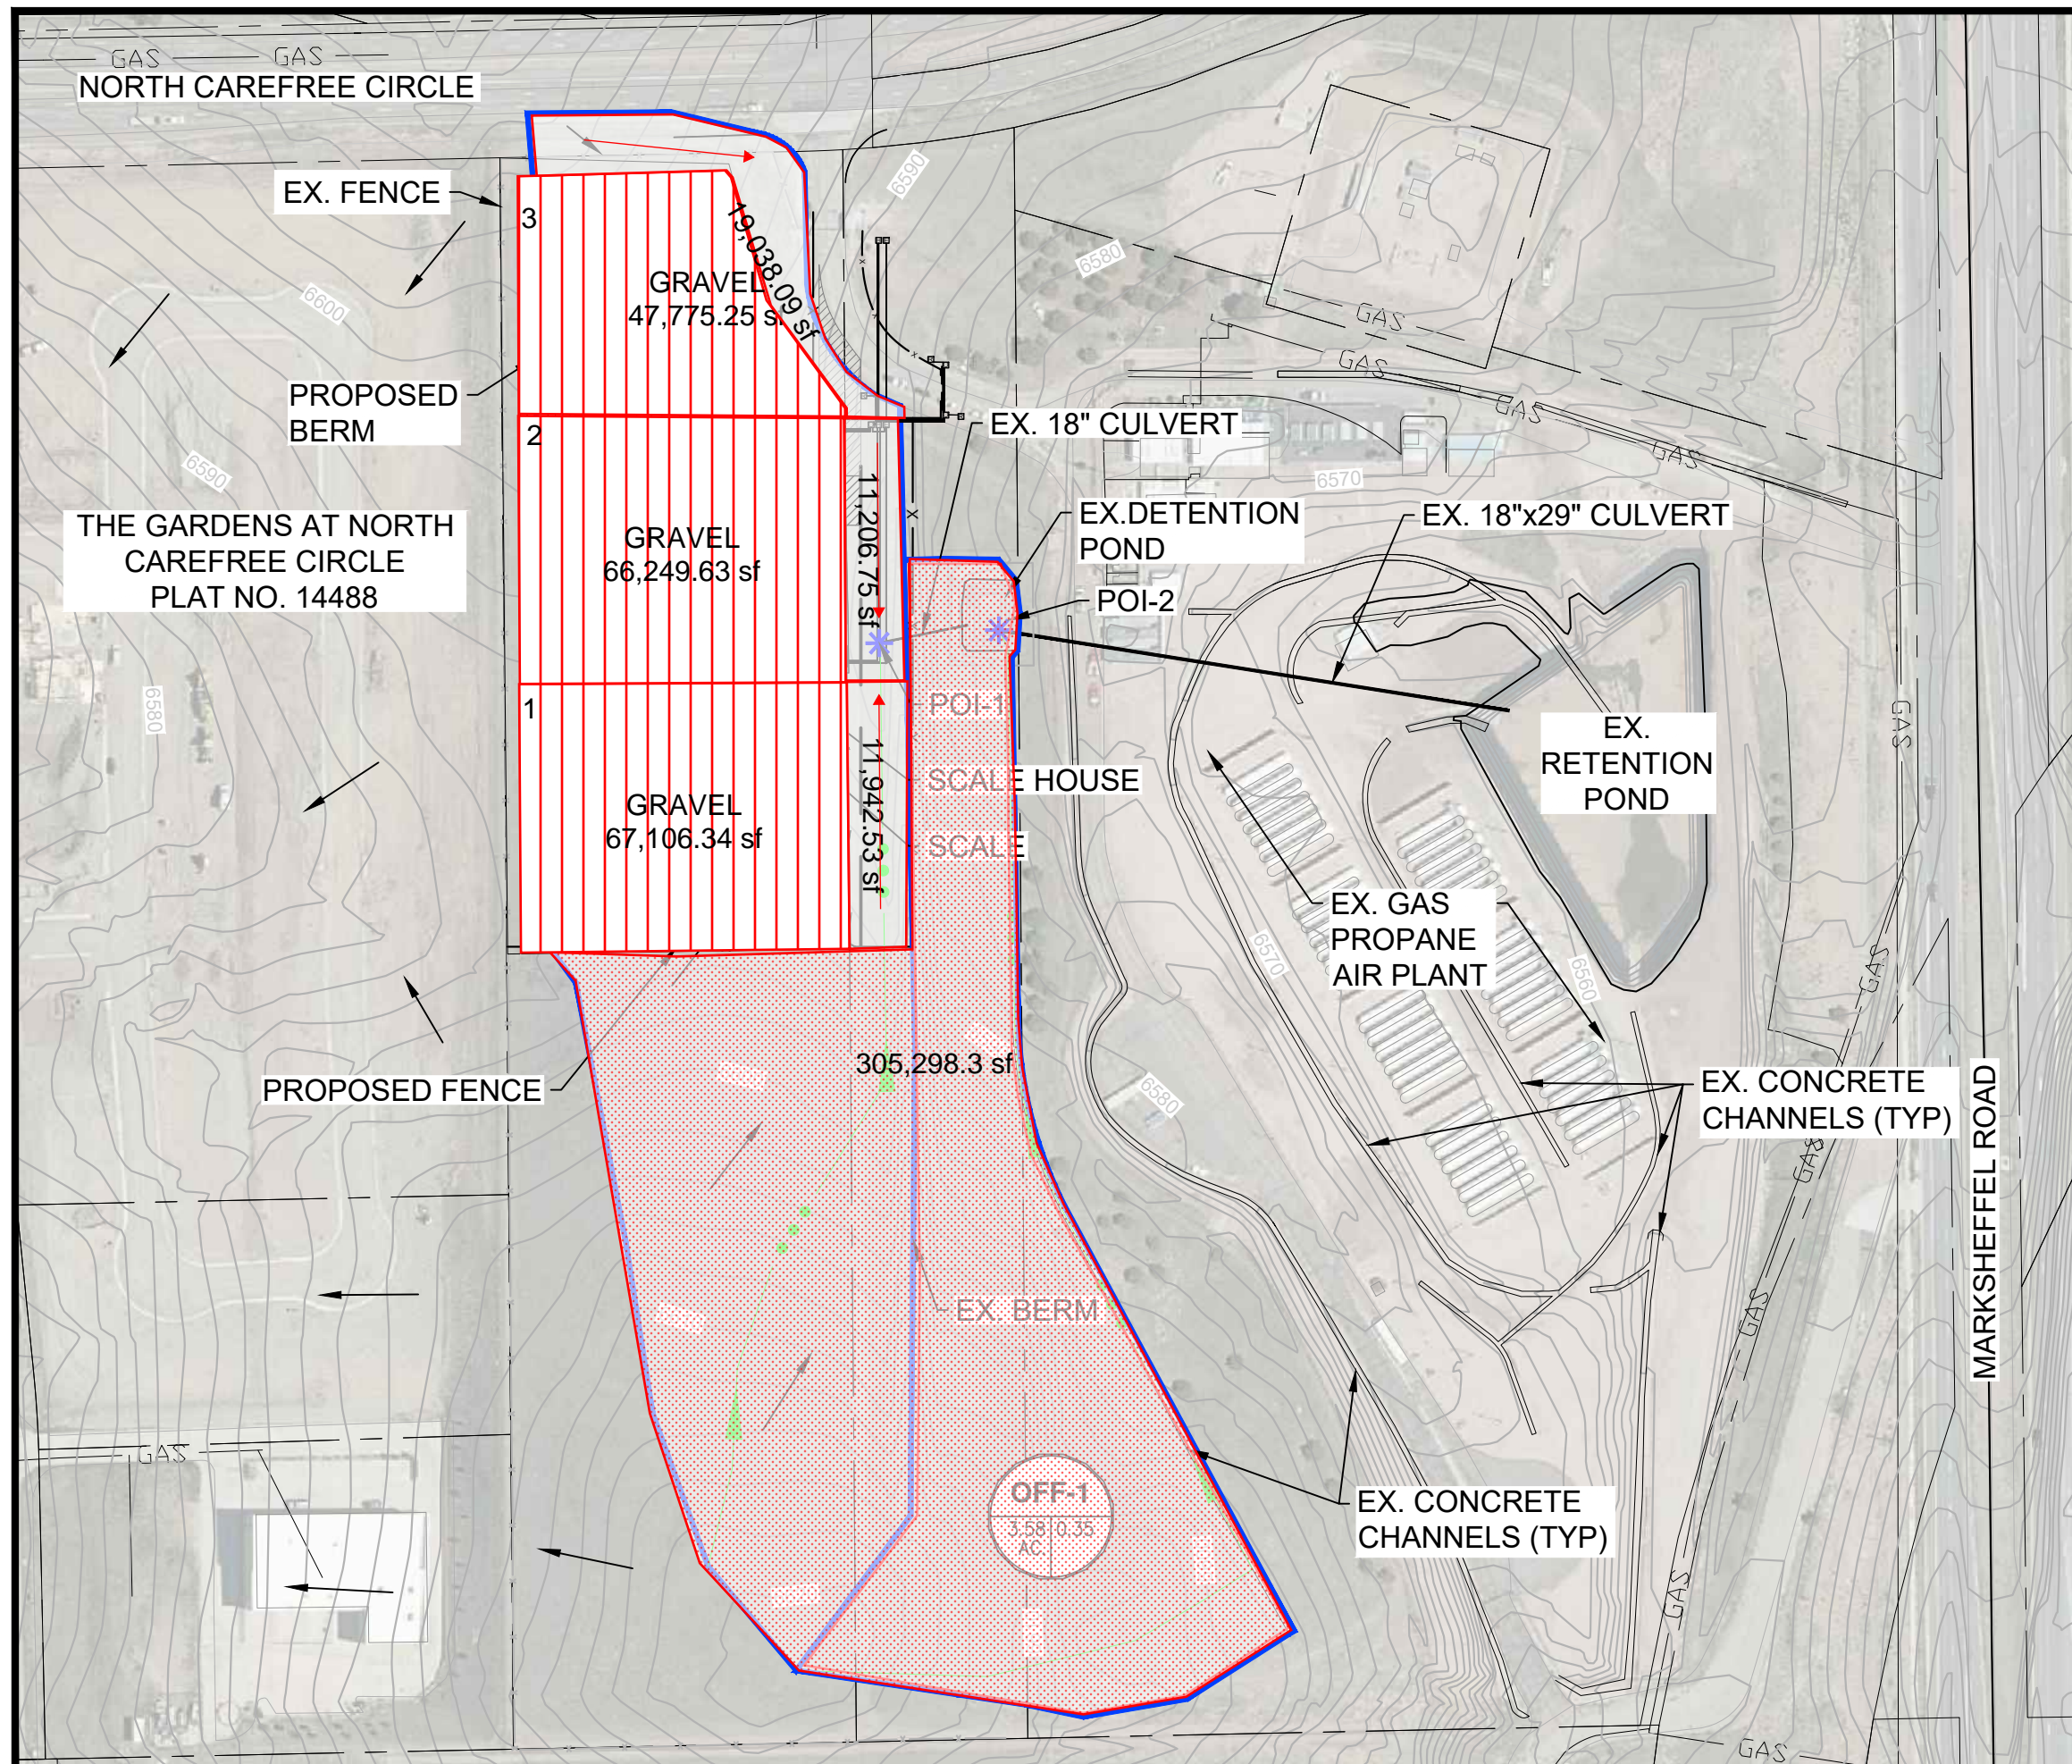 GAS GAS
NORTH CAREFREE CIRCLE
EX. FENCE
3
6590
19,038.09 sf
GRAVEL
47,775.25 sf
6580
6600
GAS
GAS
GAS
GAS
PROPOSED
BERM
2
EX. 18" CULVERT
6590
6570
11,206.75 sf
EX.DETENTION
POND
EX. 18"x29" CULVERT
THE GARDENS AT NORTH
CAREFREE CIRCLE
PLAT NO. 14488
GRAVEL
66,249.63 sf
POI-2
6580
1
POI-1
GAS
EX.
RETENTION
POND
SCALE HOUSE
11,942.53 sf
GRAVEL
67,106.34 sf
SCALE
EX. GAS
PROPANE
AIR PLANT
6570
6560
GAS
305,298.3 sf
PROPOSED FENCE
6580
EX. CONCRETE
CHANNELS (TYP)
GAS
MARKSHEFFEL ROAD
EX. BERM
GAS
GAS
OFF-1
3.58 0.35
AC.
EX. CONCRETE
CHANNELS (TYP)
GAS
GAS